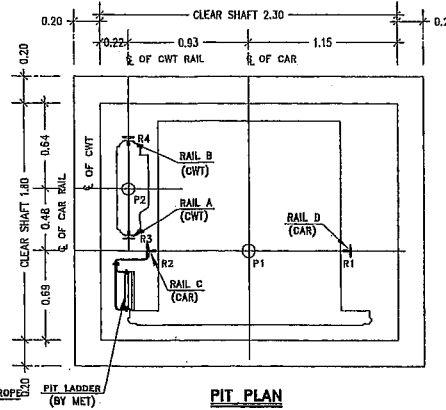 CLEAR SHAFT 2.30
0.20
0.22
0.93
1.15
℄ OF CWT RAIL
℄ OF CAR
0.20
CLEAR SHAFT 1.80
0.64
0.48
0.69
0.20
℄ OF CAR RAIL
℄ OF CWT
R4
RAIL B
(CWT)
P2
RAIL A
(CWT)
R3
R2
RAIL C
(CAR)
P1
RAIL D
(CAR)
R1
ROPE
PIT LADDER
(BY MET)
PIT PLAN